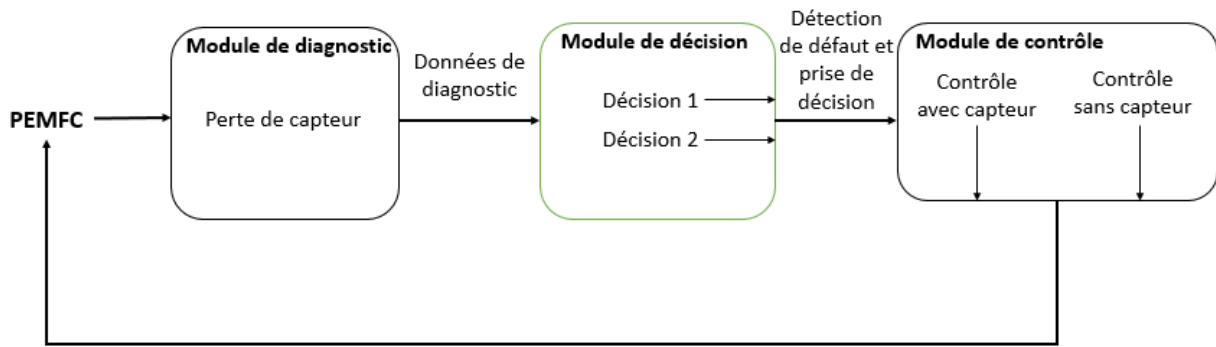 PEMFC
Module de diagnostic
Perte de capteur
Données de
diagnostic
Module de décision
Décision 1
Décision 2
Détection
de défaut et
prise de
décision
Module de contrôle
Contrôle
avec capteur
Contrôle
sans capteur